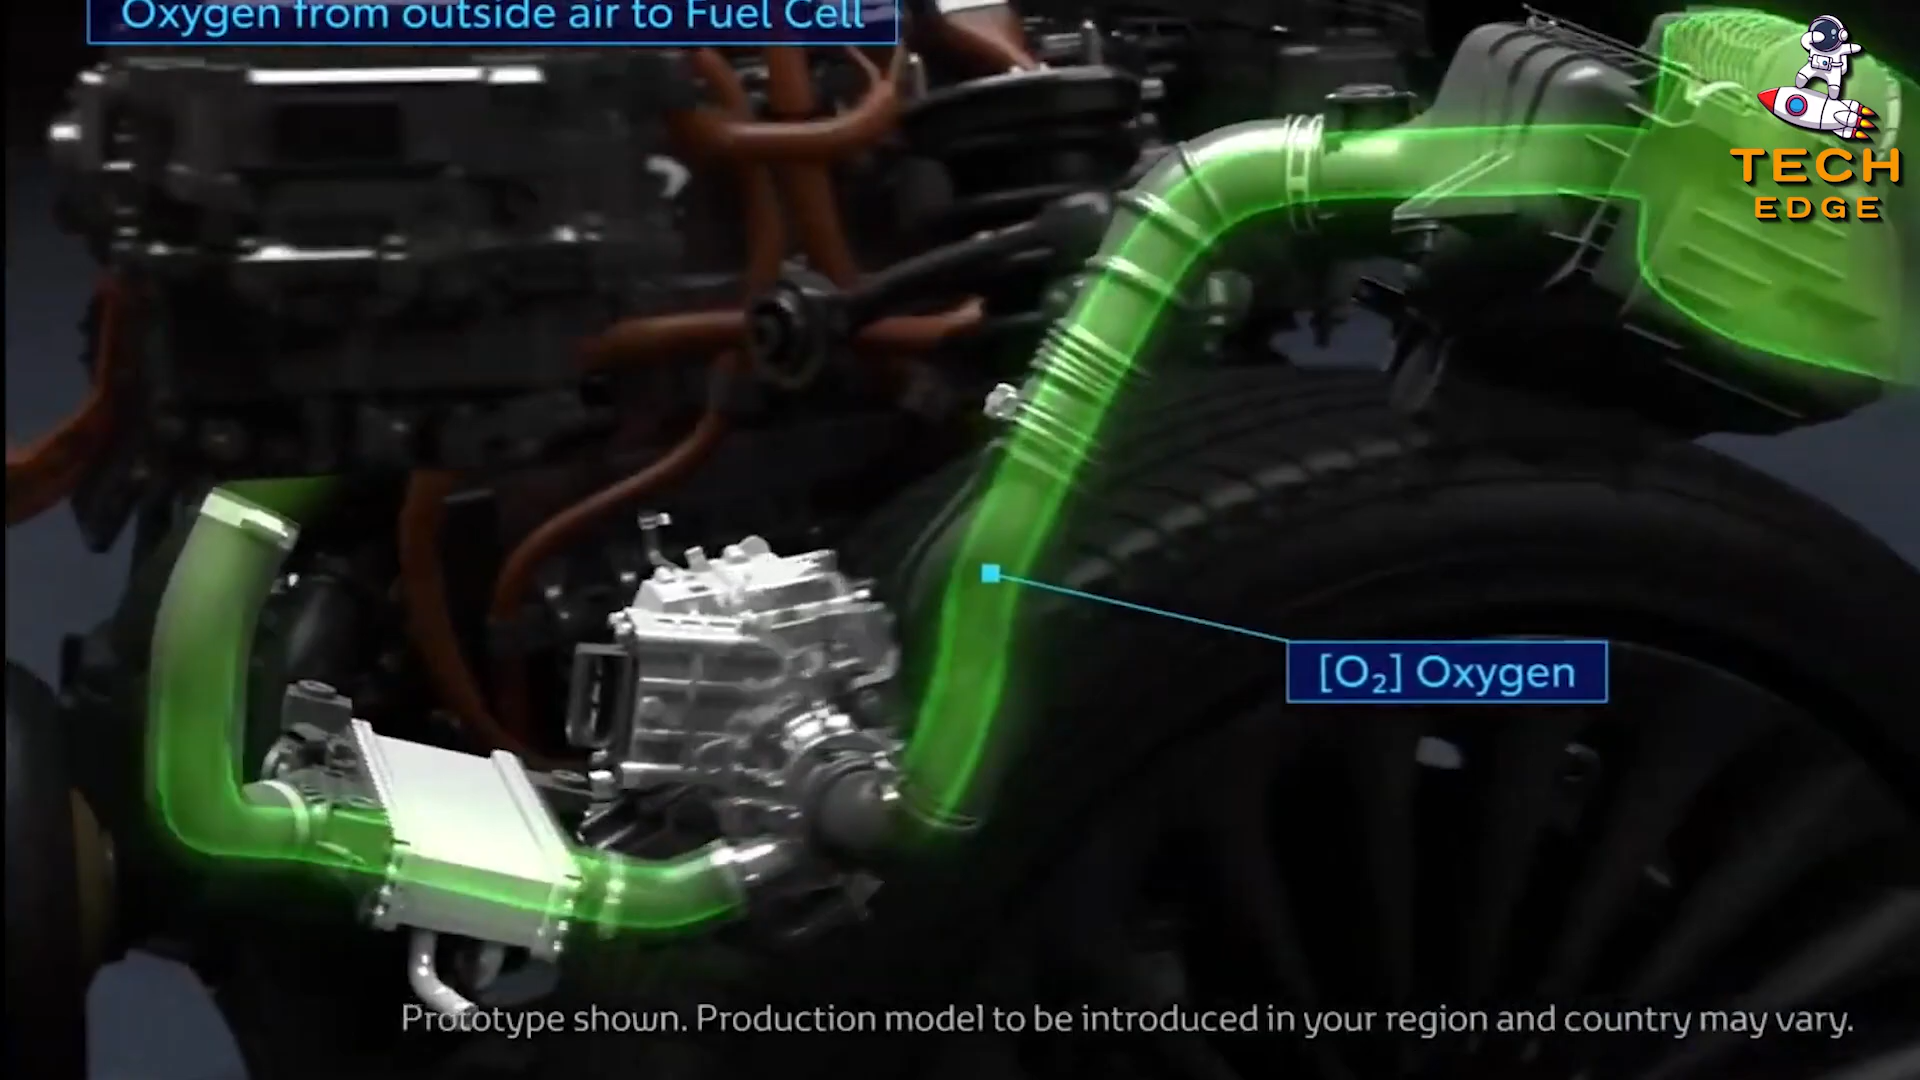 Oxygen from outside air to Fuel Cell
TECH
EDGE
[O₂] Oxygen
Prototype shown. Production model to be introduced in your region and country may vary.